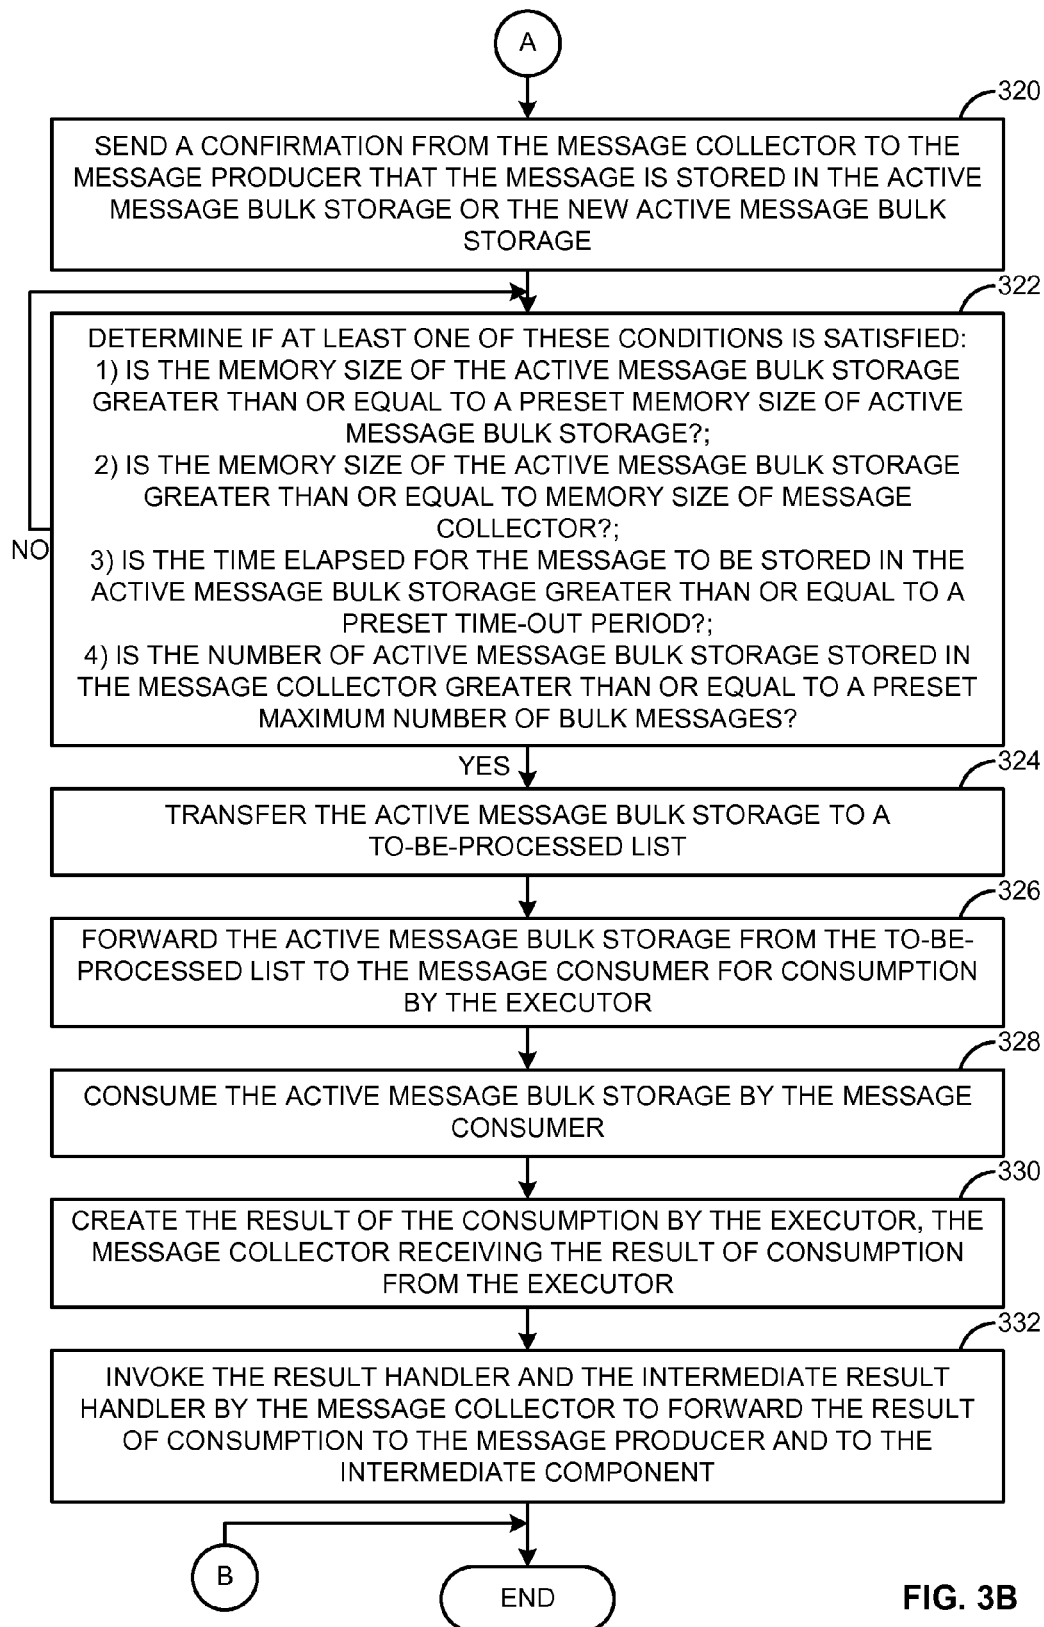 A
320
SEND A CONFIRMATION FROM THE MESSAGE COLLECTOR TO THE
MESSAGE PRODUCER THAT THE MESSAGE IS STORED IN THE ACTIVE
MESSAGE BULK STORAGE OR THE NEW ACTIVE MESSAGE BULK
STORAGE
322
DETERMINE IF AT LEAST ONE OF THESE CONDITIONS IS SATISFIED:
1) IS THE MEMORY SIZE OF THE ACTIVE MESSAGE BULK STORAGE
GREATER THAN OR EQUAL TO A PRESET MEMORY SIZE OF ACTIVE
MESSAGE BULK STORAGE?;
2) IS THE MEMORY SIZE OF THE ACTIVE MESSAGE BULK STORAGE
GREATER THAN OR EQUAL TO MEMORY SIZE OF MESSAGE
COLLECTOR?;
NO
3) IS THE TIME ELAPSED FOR THE MESSAGE TO BE STORED IN THE
ACTIVE MESSAGE BULK STORAGE GREATER THAN OR EQUAL TO A
PRESET TIME-OUT PERIOD?;
4) IS THE NUMBER OF ACTIVE MESSAGE BULK STORAGE STORED IN
THE MESSAGE COLLECTOR GREATER THAN OR EQUAL TO A PRESET
MAXIMUM NUMBER OF BULK MESSAGES?
YES
324
TRANSFER THE ACTIVE MESSAGE BULK STORAGE TO A
TO-BE-PROCESSED LIST
326
FORWARD THE ACTIVE MESSAGE BULK STORAGE FROM THE TO-BE-
PROCESSED LIST TO THE MESSAGE CONSUMER FOR CONSUMPTION
BY THE EXECUTOR
328
CONSUME THE ACTIVE MESSAGE BULK STORAGE BY THE MESSAGE
CONSUMER
330
CREATE THE RESULT OF THE CONSUMPTION BY THE EXECUTOR, THE
MESSAGE COLLECTOR RECEIVING THE RESULT OF CONSUMPTION
FROM THE EXECUTOR
332
INVOKE THE RESULT HANDLER AND THE INTERMEDIATE RESULT
HANDLER BY THE MESSAGE COLLECTOR TO FORWARD THE RESULT
OF CONSUMPTION TO THE MESSAGE PRODUCER AND TO THE
INTERMEDIATE COMPONENT
B
END
FIG. 3B